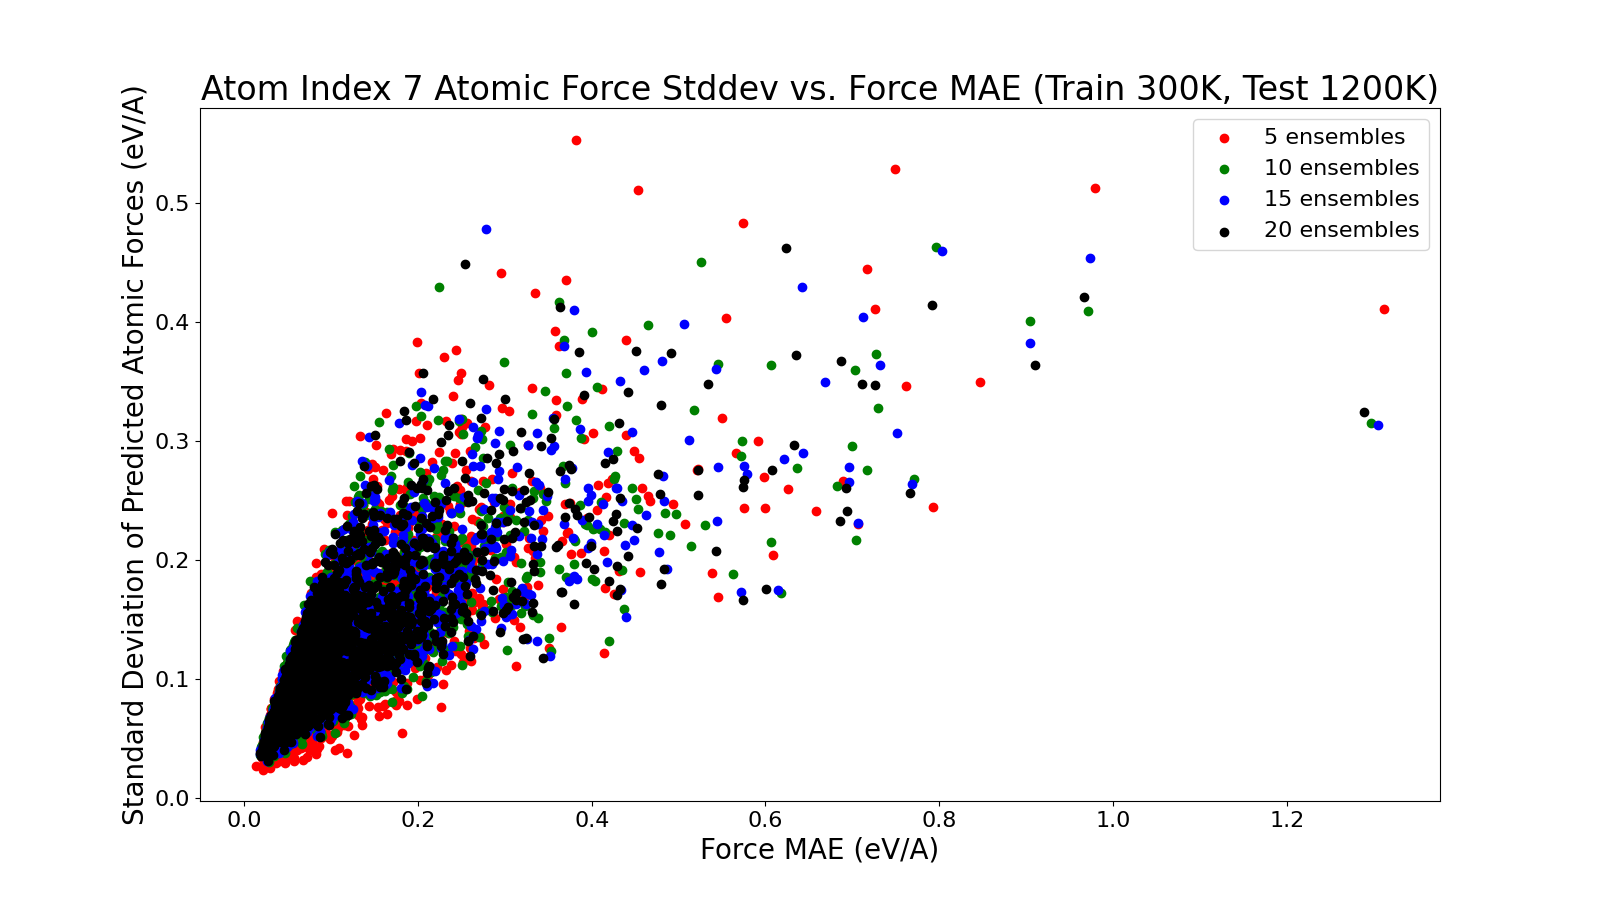 Atom Index 7 Atomic Force Stddev vs. Force MAE (Train 300K, Test 1200K)
Standard Deviation of Predicted Atomic Forces (eV/A)
5 ensembles
10 ensembles
15 ensembles
20 ensembles
0.5
0.4
0.3
0.2
0.1
0.0
0.0 0.2 0.4 0.6 0.8 1.0 1.2
Force MAE (eV/A)